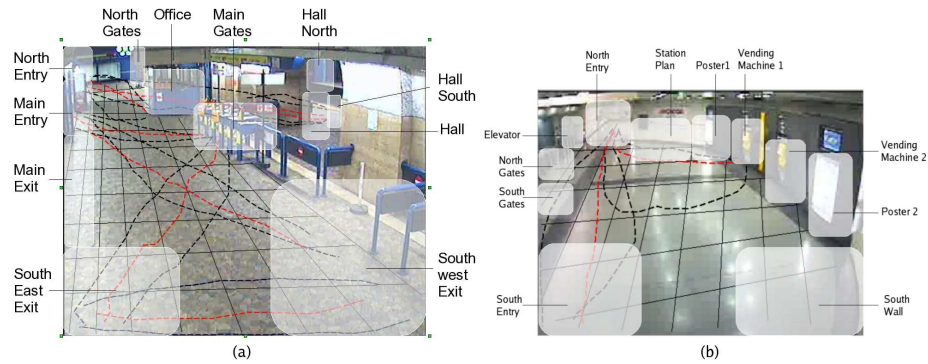 North
Gates
Office
Main
Gates
Hall
North
North
Entry
Main
Entry
Main
Exit
South
East
Exit
Hall
South
Hall
South
west
Exit
(a)
North
Entry
Station
Plan
Poster1
Vending
Machine 1
Elevator
North
Gates
South
Gates
South
Entry
Vending
Machine 2
Poster 2
South
Wall
(b)